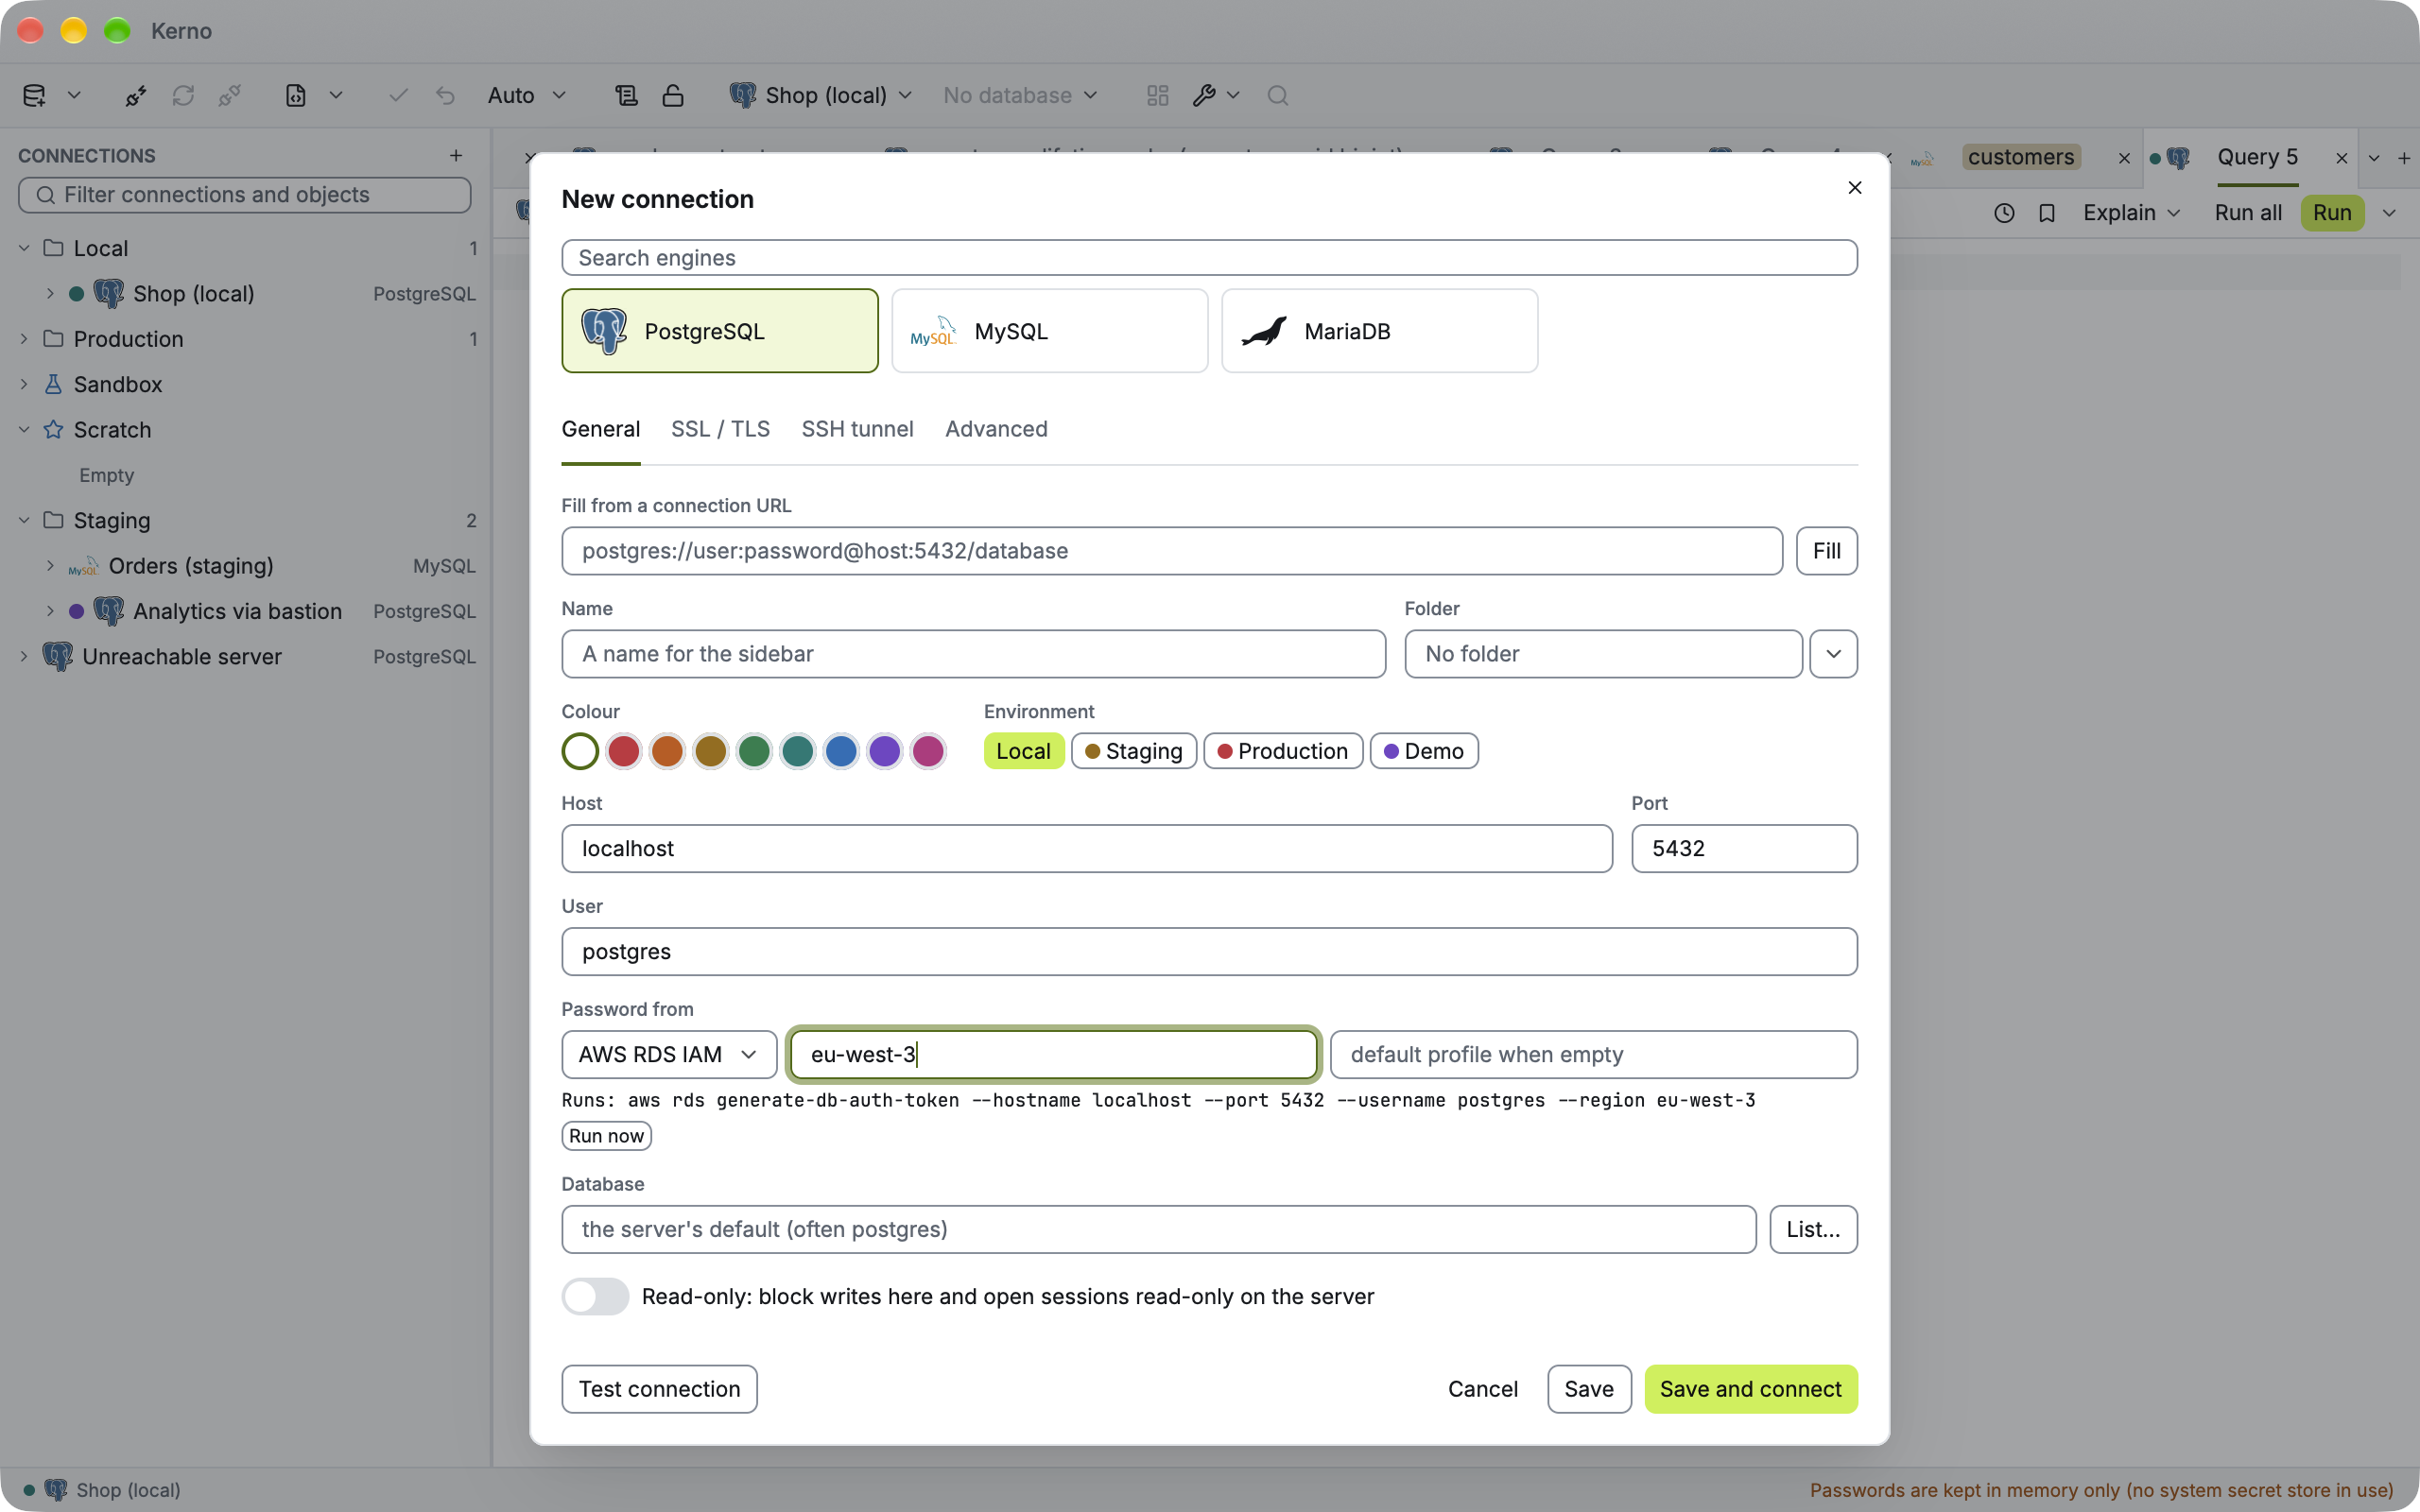 Kerno
Auto
Shop (local)
No database
CONNECTIONS
Filter connections and objects
Local
1
Shop (local)
PostgreSQL
Production
1
Sandbox
Scratch
Empty
Staging
2
MySQL
Orders (staging)
MySQL
Analytics via bastion
PostgreSQL
Unreachable server
PostgreSQL
MySQL
customers
Query 5
Explain
Run all
Run
New connection
Search engines
PostgreSQL
MySQL
MySQL
MariaDB
General
SSL / TLS
SSH tunnel
Advanced
Fill from a connection URL
postgres://user:password@host:5432/database
Fill
Name
Folder
A name for the sidebar
No folder
Colour
Environment
Local
Staging
Production
Demo
Host
Port
localhost
5432
User
postgres
Password from
AWS RDS IAM
eu-west-3
default profile when empty
Runs: aws rds generate-db-auth-token --hostname localhost --port 5432 --username postgres --region eu-west-3
Run now
Database
the server's default (often postgres)
List...
Read-only: block writes here and open sessions read-only on the server
Test connection
Cancel
Save
Save and connect
Shop (local)
Passwords are kept in memory only (no system secret store in use)